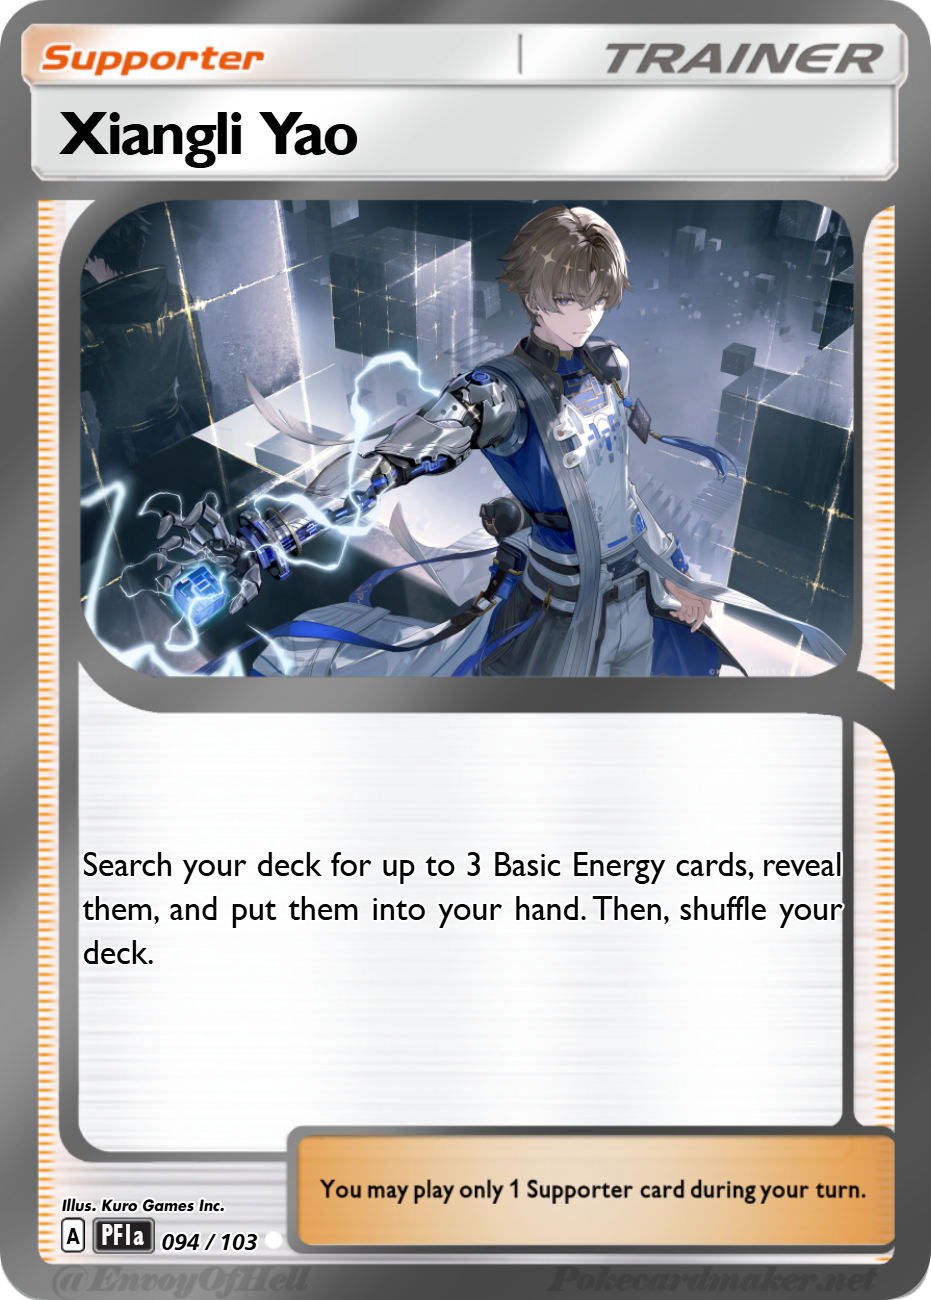 Supporter
TRAINER
Xiangli Yao
Search your deck for up to 3 Basic Energy cards, reveal
them, and put them into your hand. Then, shuffle your
deck.
You may play only 1 Supporter card during your turn.
Illus. Kuro Games Inc.
A PF1a 094 / 103
@EnvoyOfHell
Pokecardmaker.net